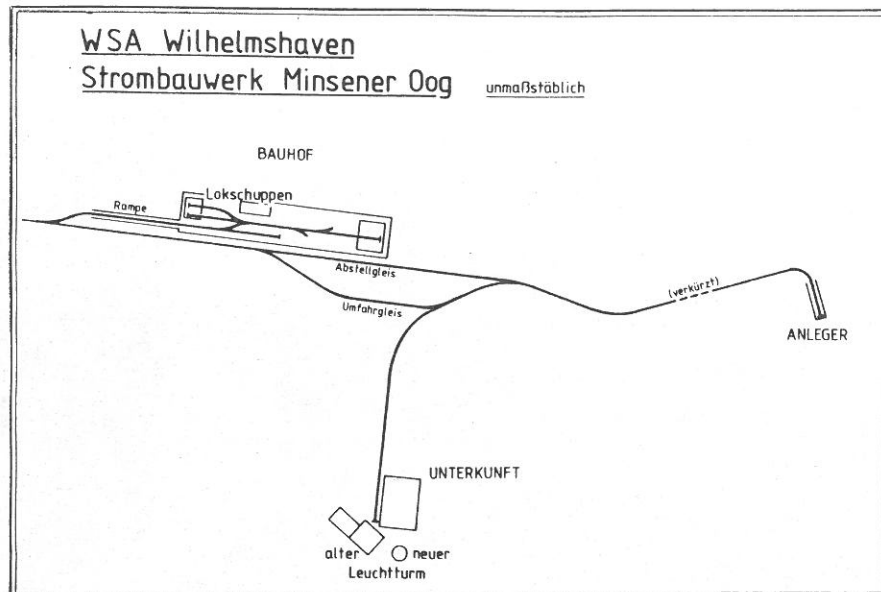 WSA Wilhelmshaven
Strombauwerk Minsener Oog unmaßstäblich
BAUHOF
Lokschuppen
Rampe
Abstellgleis
Umfahrgleis
(verkürzt)
ANLEGER
UNTERKUNFT
alter neuer
Leuchtturm